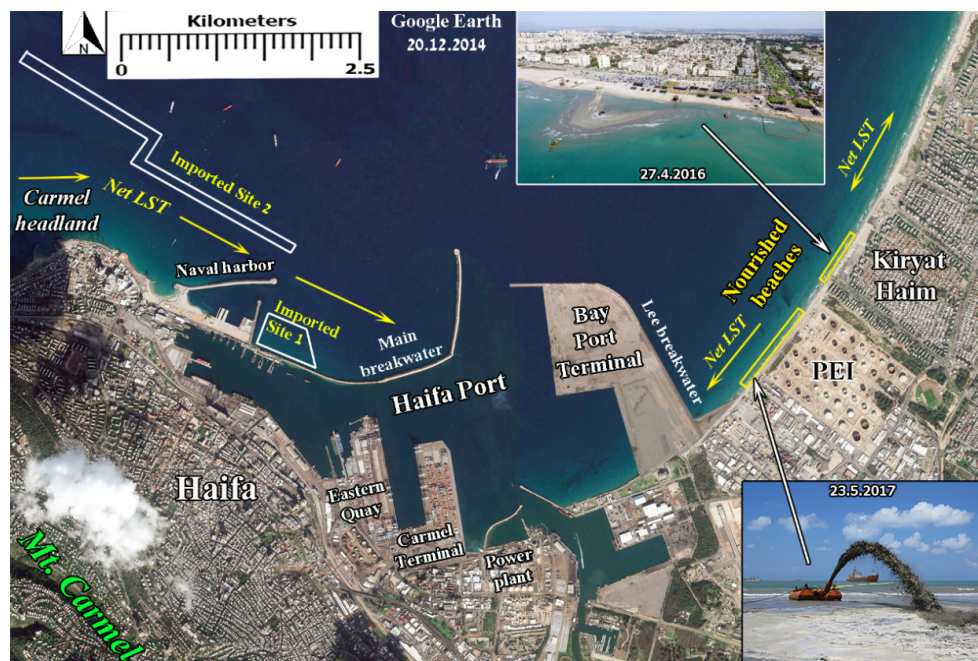 Kilometers
0
2.5
N
Google Earth
20.12.2014
27.4.2016
Net LST
Imported Site 2
Carmel
headland
Net LST
Naval harbor
Imported
Site 1
Main
breakwater
Haifa Port
Bay
Port
Terminal
Lee breakwater
Nourished
beaches
Net LST
Kiryat
Haim
PEI
Haifa
Eastern
Quay
Carmel
Terminal
Power
plant
Mt. Carmel
23.5.2017